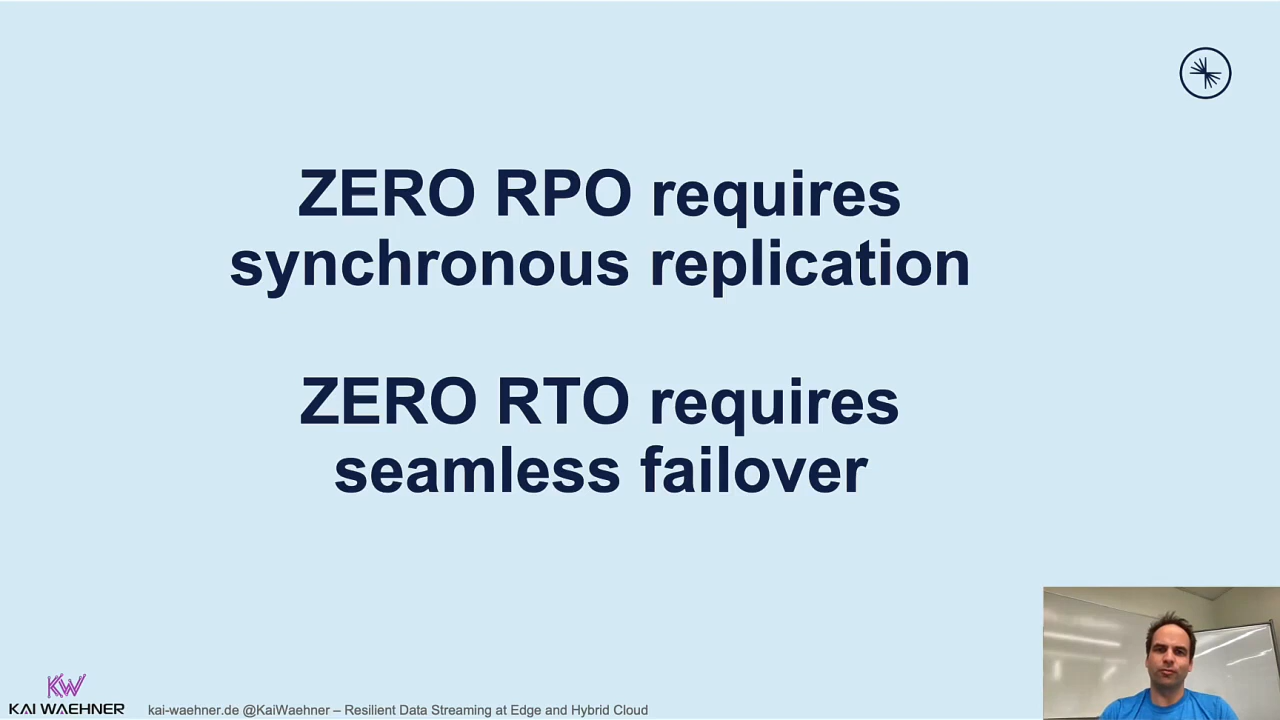 ZERO RPO requires
synchronous replication
ZERO RTO requires
seamless failover
KW
KAI WAEHNER
kai-waehner.de @KaiWaehner – Resilient Data Streaming at Edge and Hybrid Cloud